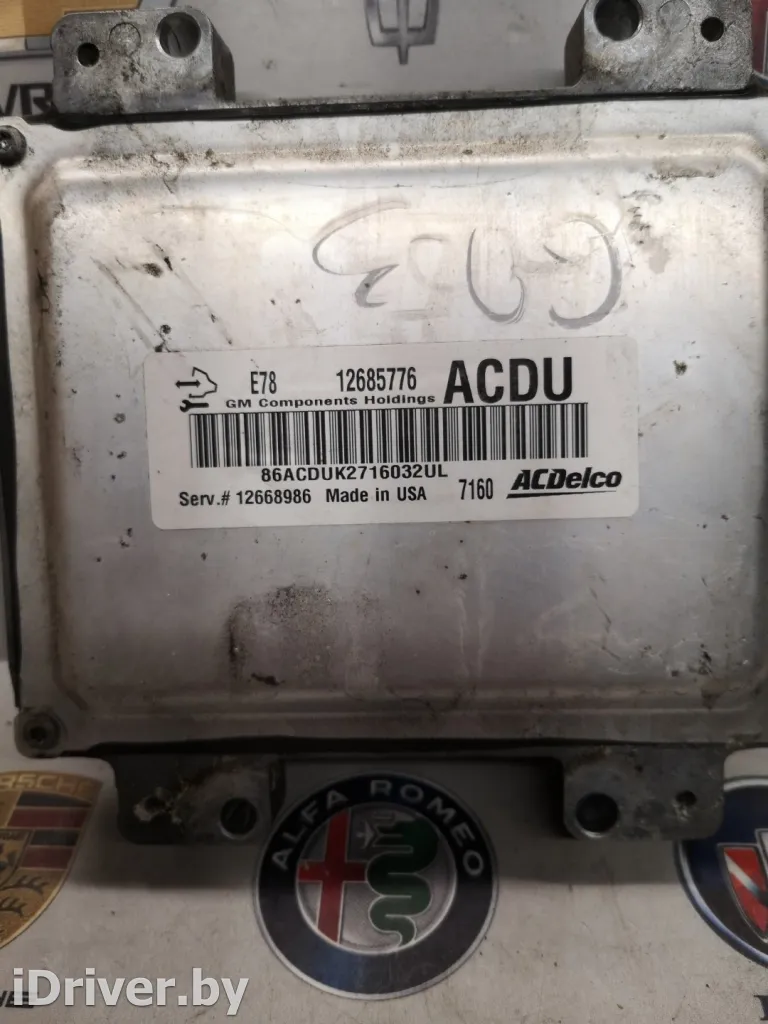 E78 12685776 ACDU
GM Components Holdings
86ACDUK2716032UL
Serv.# 12668986 Made in USA 7160 ACDelco
ALFA ROMEO
iDriver.by